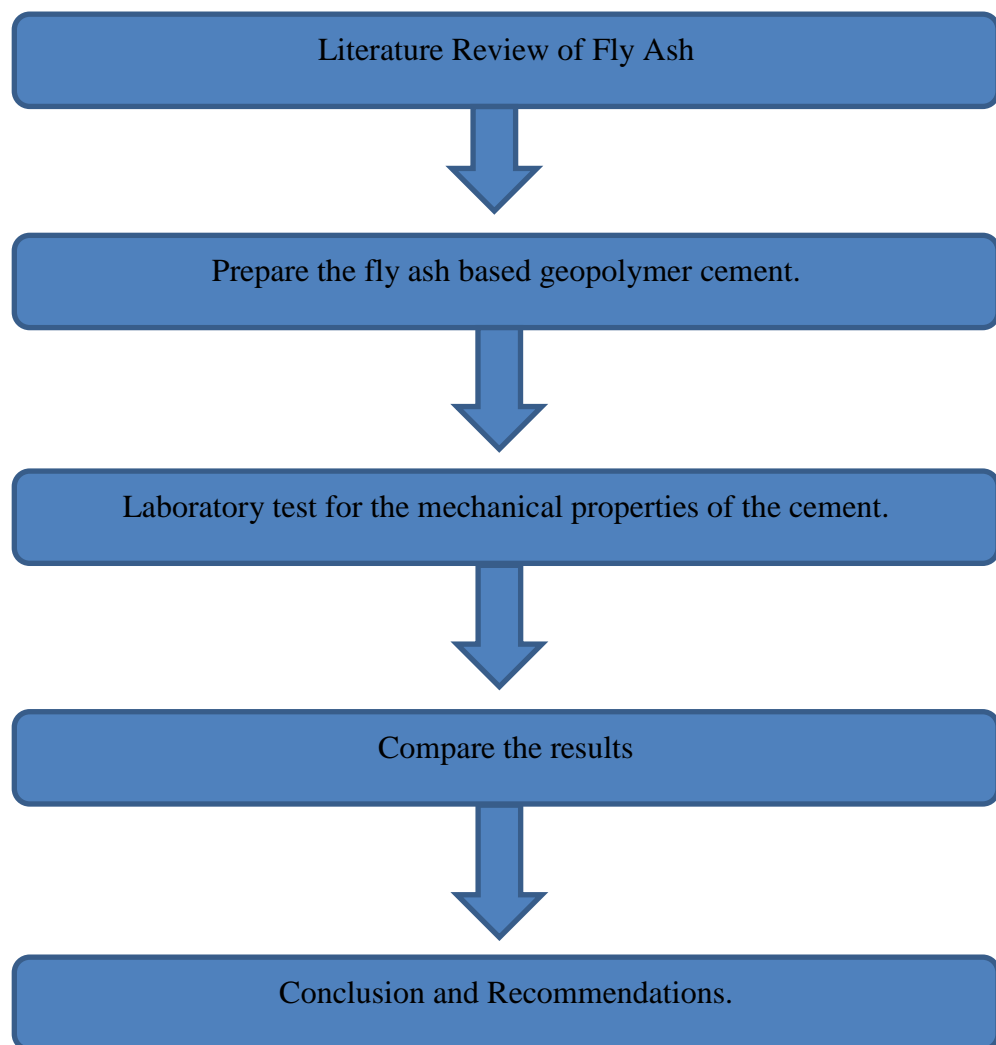 Literature Review of Fly Ash
Prepare the fly ash based geopolymer cement.
Laboratory test for the mechanical properties of the cement.
Compare the results
Conclusion and Recommendations.